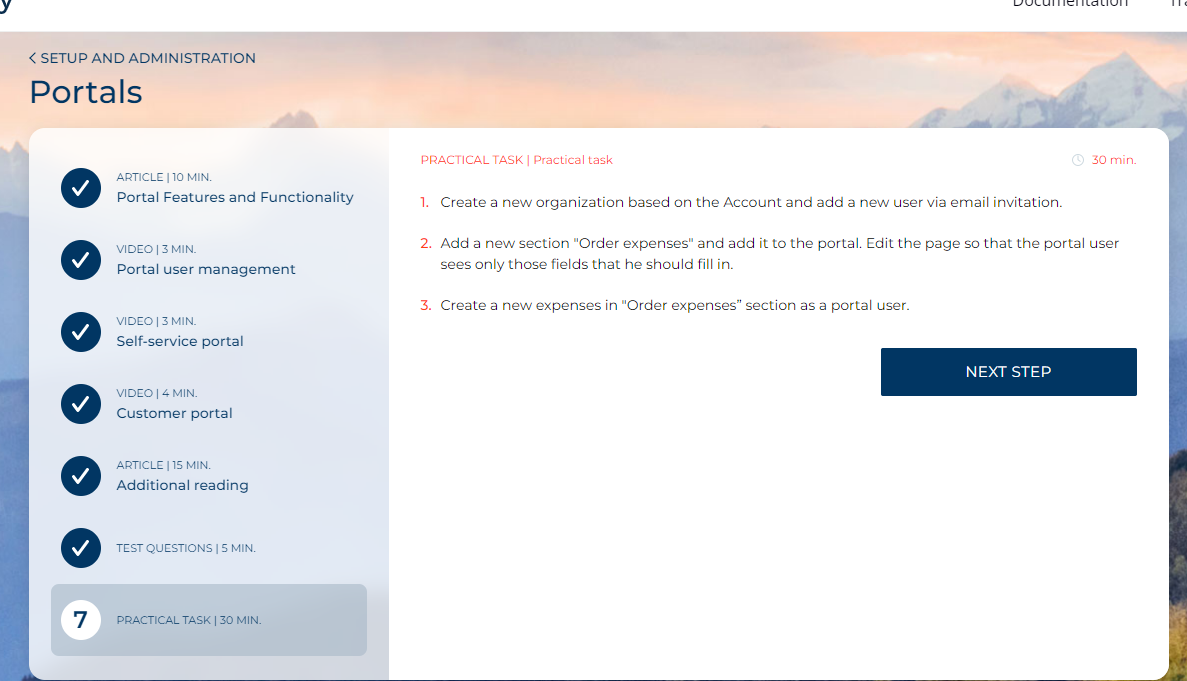 Documentation
SETUP AND ADMINISTRATION
Portals
ARTICLE | 10 MIN.
Portal Features and Functionality
VIDEO | 3 MIN.
Portal user management
VIDEO | 3 MIN.
Self-service portal
VIDEO | 4 MIN.
Customer portal
ARTICLE | 15 MIN.
Additional reading
TEST QUESTIONS | 5 MIN.
7
PRACTICAL TASK | 30 MIN.
PRACTICAL TASK | Practical task
30 min.
1. Create a new organization based on the Account and add a new user via email invitation.
2. Add a new section "Order expenses" and add it to the portal. Edit the page so that the portal user
sees only those fields that he should fill in.
3. Create a new expenses in "Order expenses” section as a portal user.
NEXT STEP